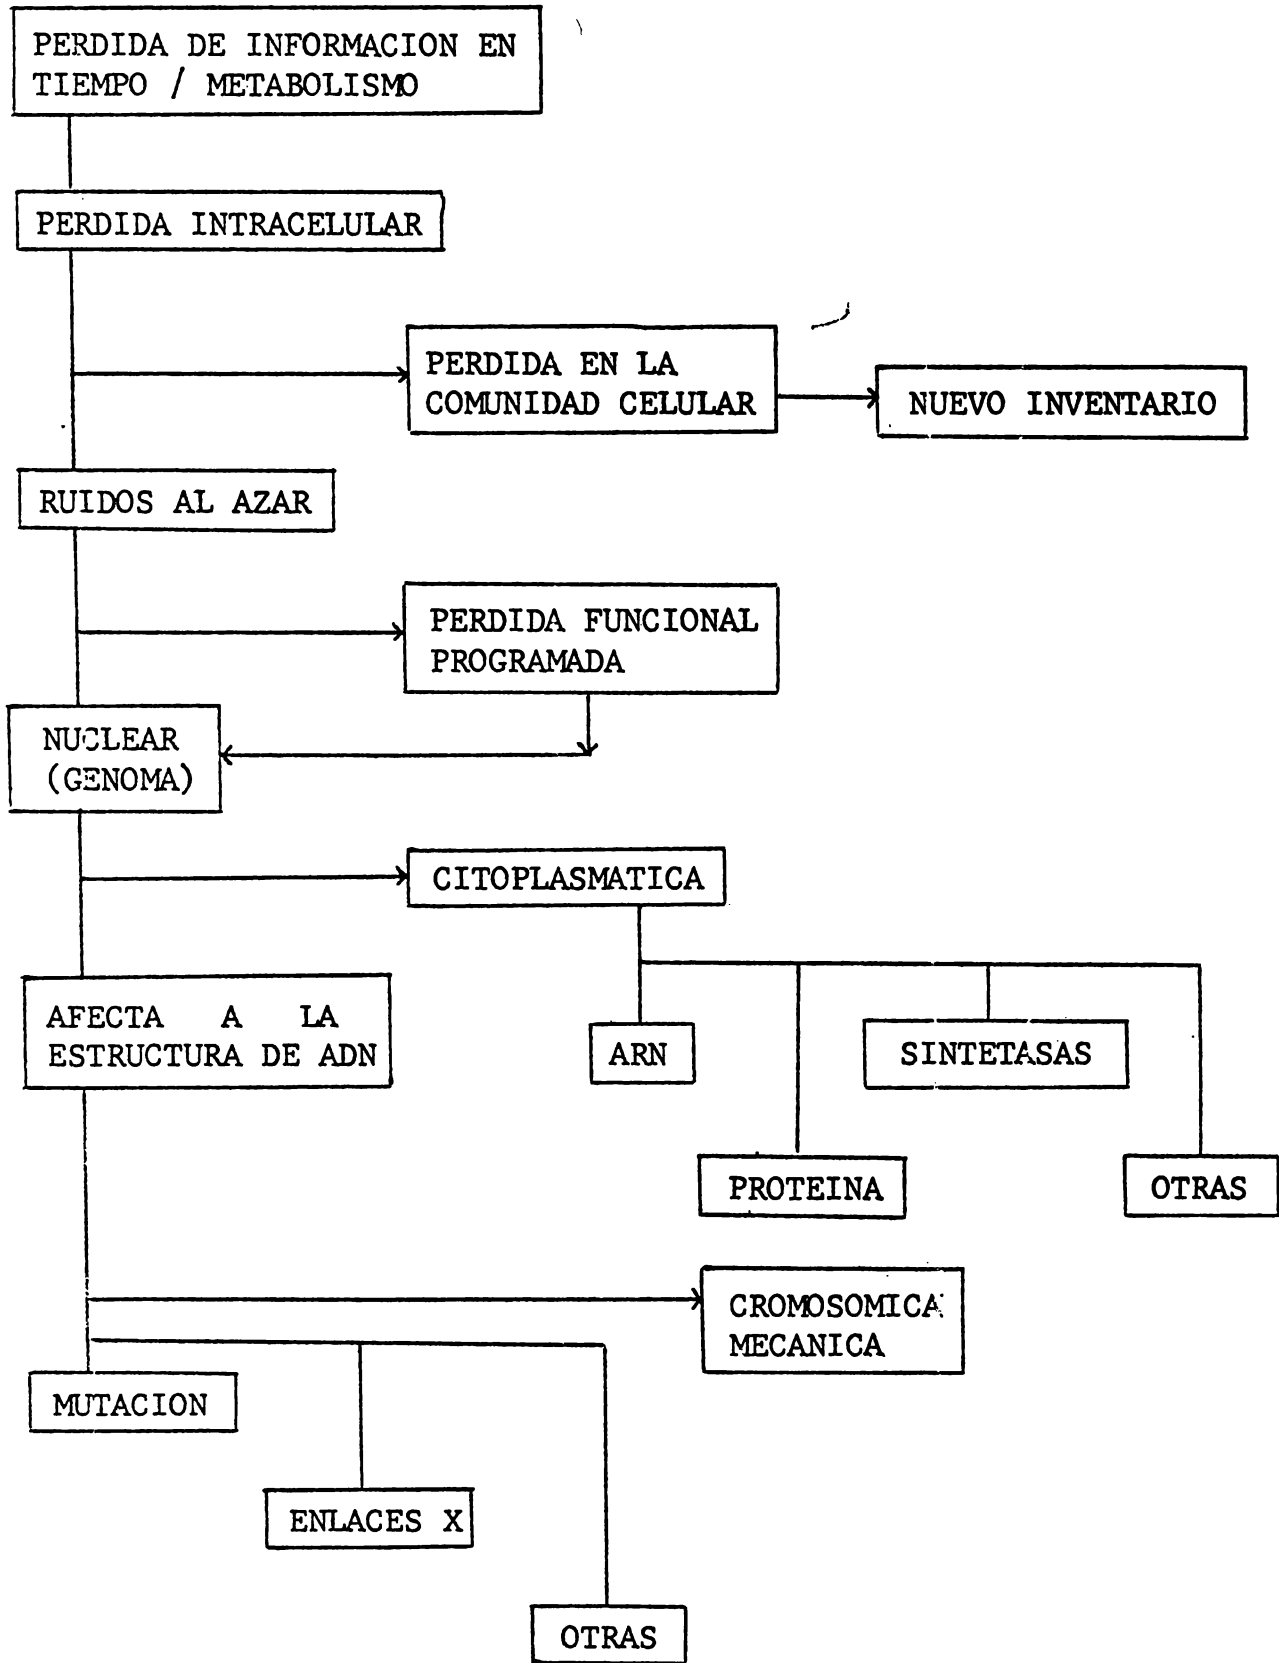 PERDIDA DE INFORMACION EN
TIEMPO / METABOLISMO
PERDIDA INTRACELULAR
PERDIDA EN LA
COMUNIDAD CELULAR
NUEVO INVENTARIO
RUIDOS AL AZAR
PERDIDA FUNCIONAL
PROGRAMADA
NUCLEAR
(GENOMA)
CITOPLASMATICA
AFECTA A LA
ESTRUCTURA DE ADN
ARN
SINTETASAS
PROTEINA
OTRAS
CROMOSOMICA
MECANICA
MUTACION
ENLACES X
OTRAS